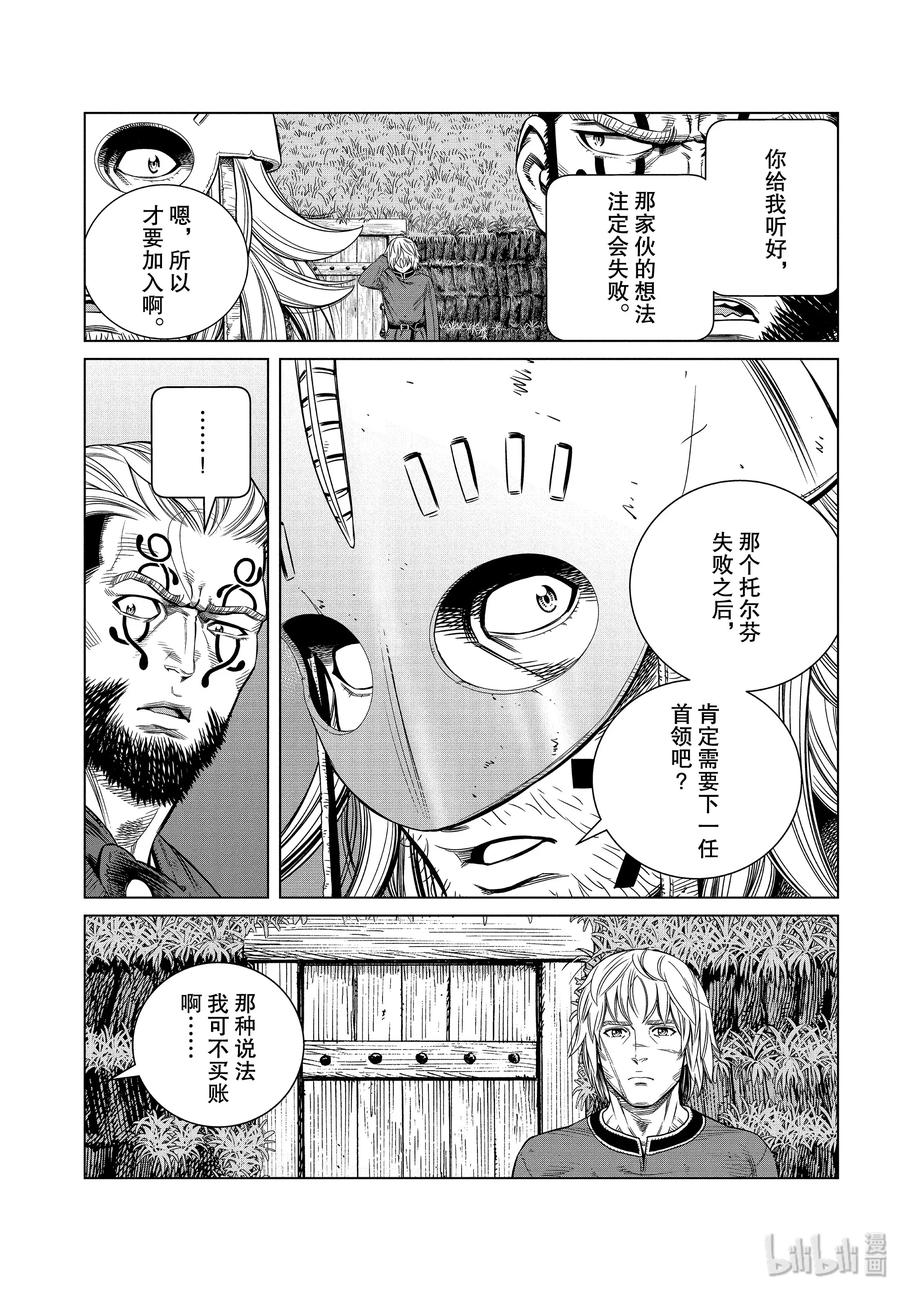 你给我听好，
那家伙的想法
注定会失败。
嗯，所以
才要加入啊。
那个托尔芬
失败之后，
肯定需要下一任
首领吧？
……！
那种说法
我可不买账
啊……
bilibili漫画